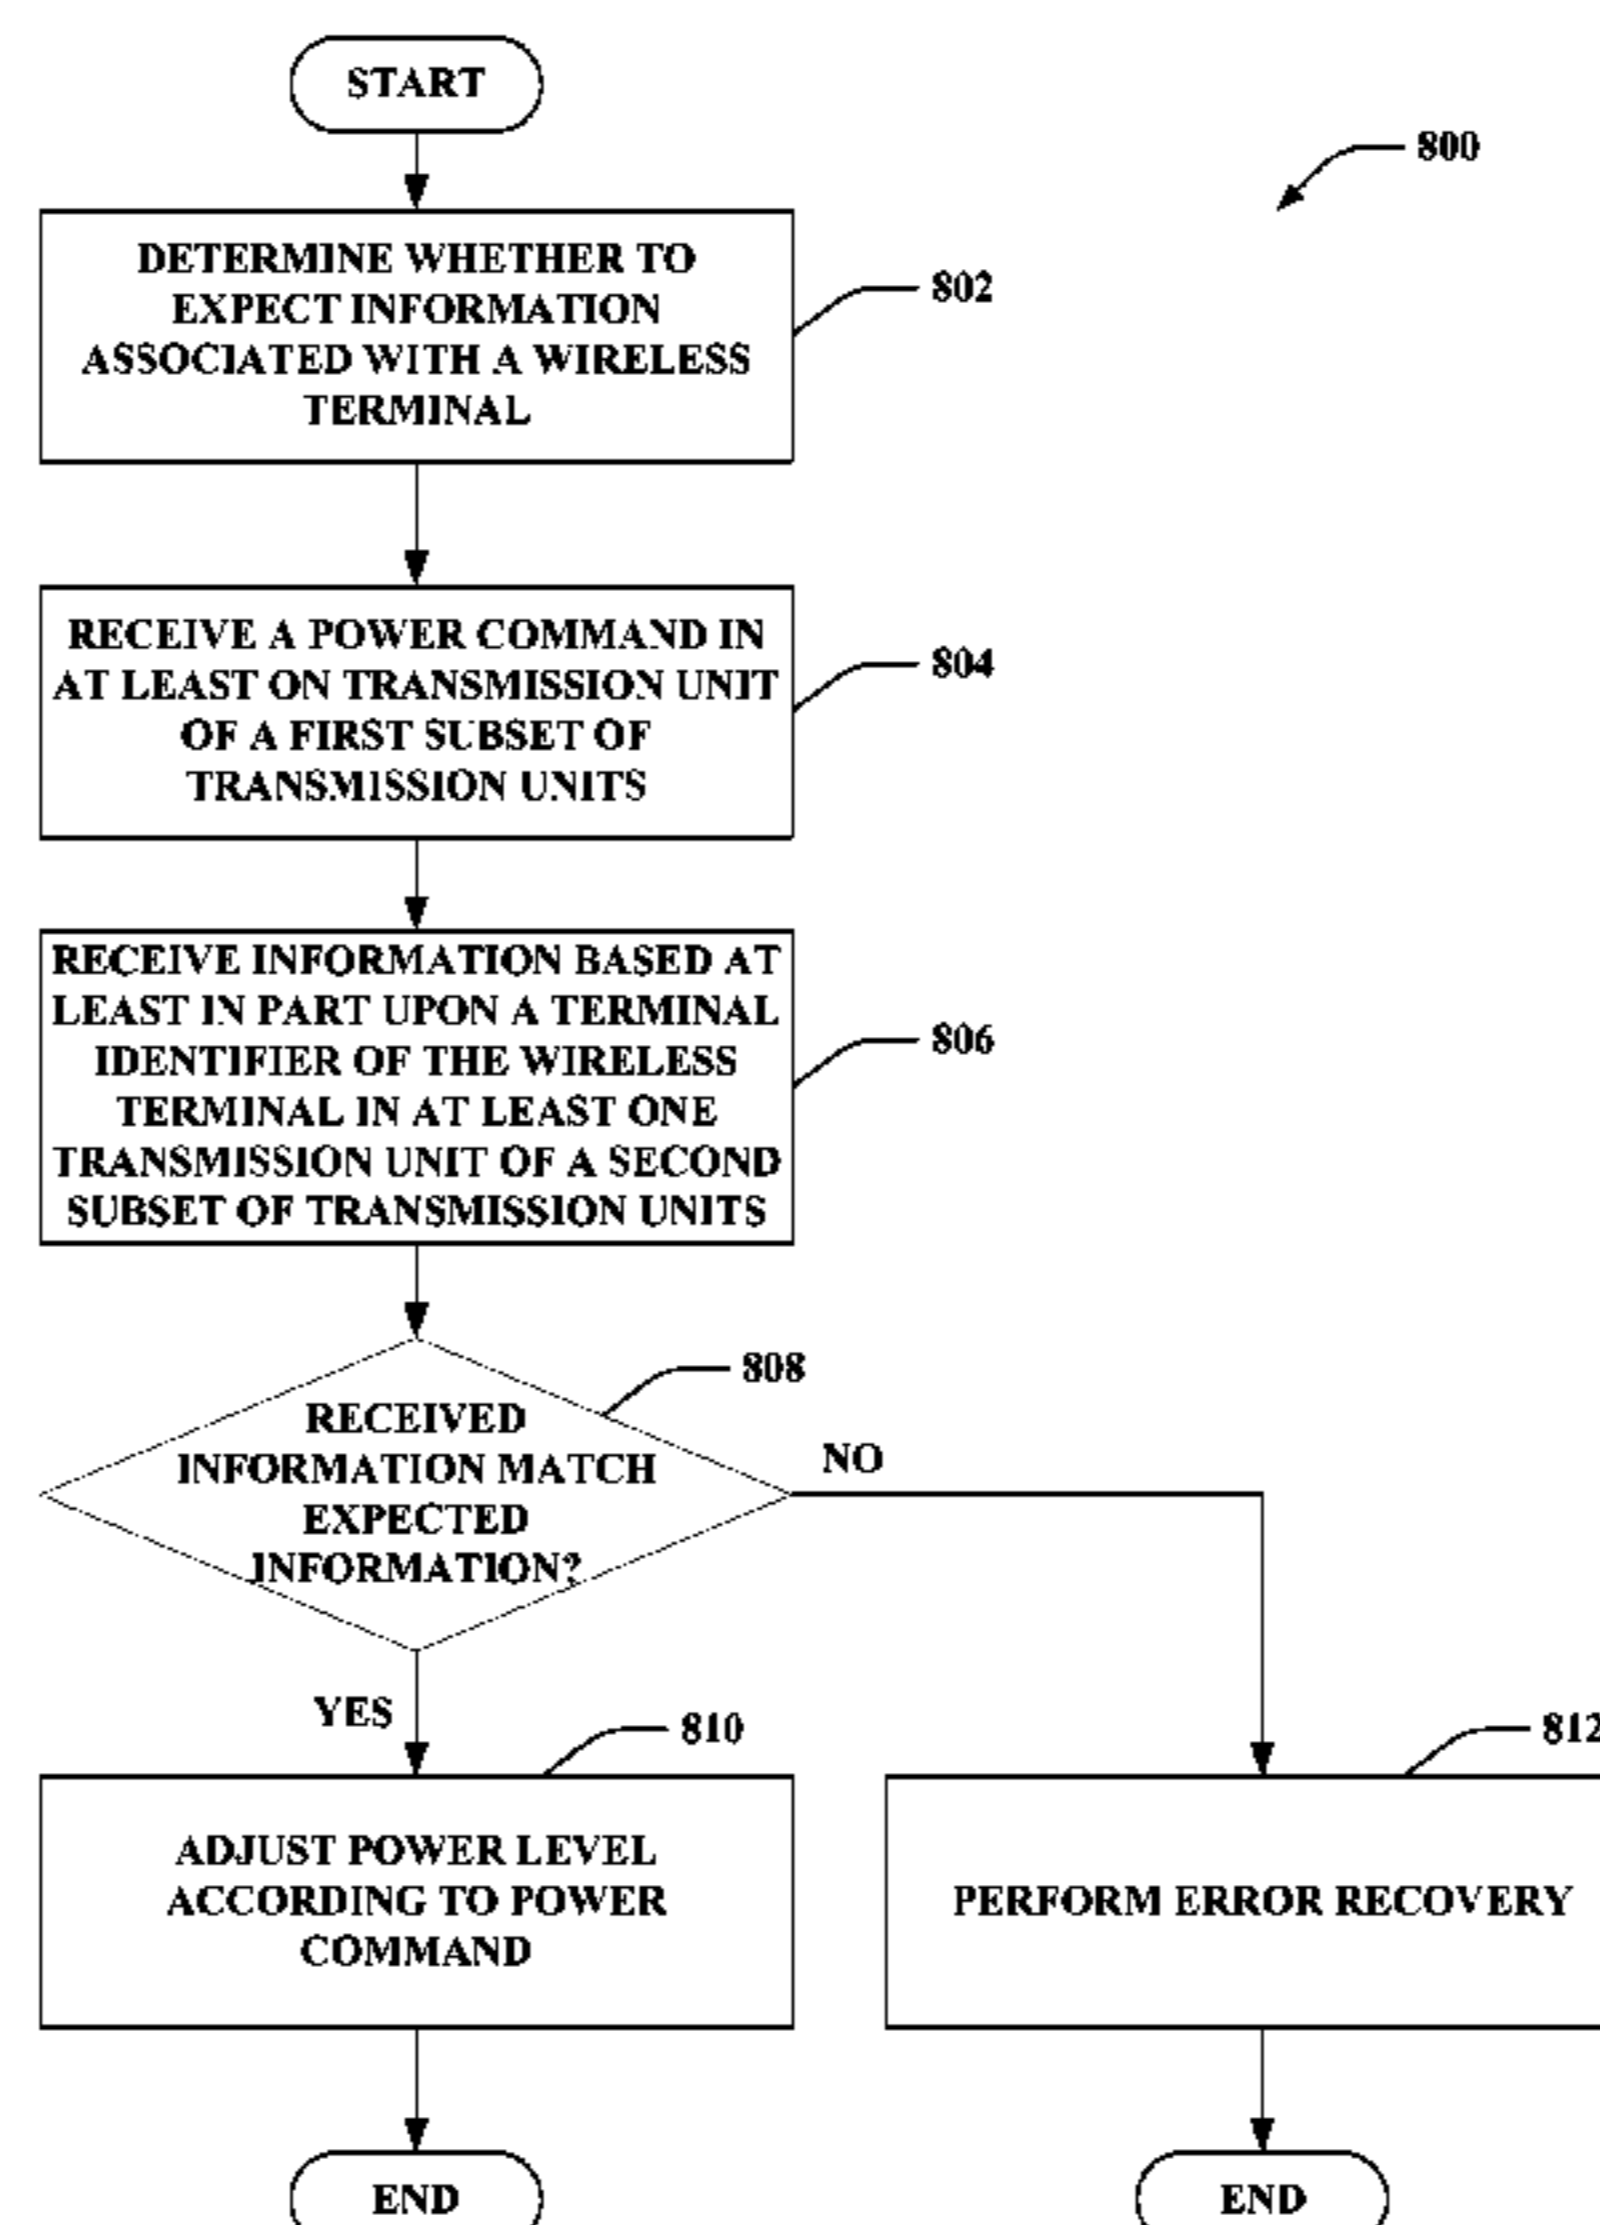 START
800
DETERMINE WHETHER TO
EXPECT INFORMATION
ASSOCIATED WITH A WIRELESS
TERMINAL
802
RECEIVE A POWER COMMAND IN
AT LEAST ON TRANSMISSION UNIT
OF A FIRST SUBSET OF
TRANSMISSION UNITS
804
RECEIVE INFORMATION BASED AT
LEAST IN PART UPON A TERMINAL
IDENTIFIER OF THE WIRELESS
TERMINAL IN AT LEAST ONE
TRANSMISSION UNIT OF A SECOND
SUBSET OF TRANSMISSION UNITS
806
RECEIVED
INFORMATION MATCH
EXPECTED
INFORMATION?
808
NO
YES
810
812
ADJUST POWER LEVEL
ACCORDING TO POWER
COMMAND
PERFORM ERROR RECOVERY
END
END